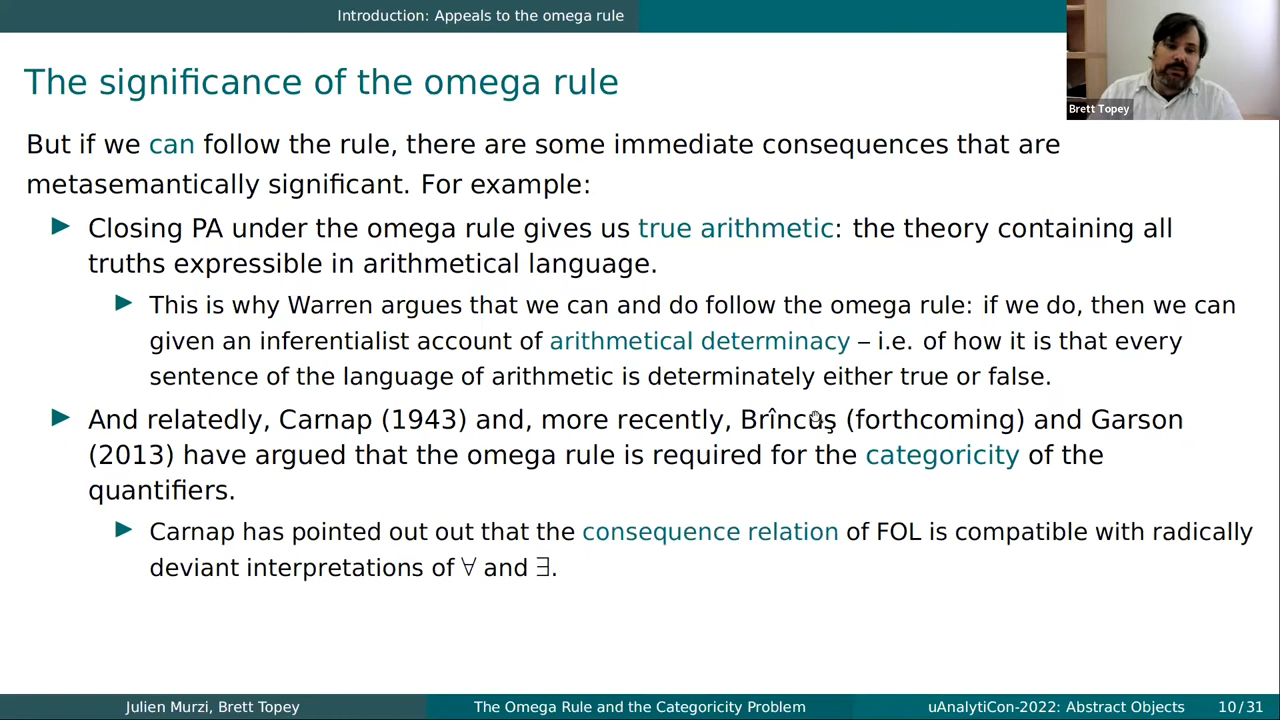 Introduction: Appeals to the omega rule
The significance of the omega rule
Brett Topey
But if we can follow the rule, there are some immediate consequences that are
metasemantically significant. For example:
▶ Closing PA under the omega rule gives us true arithmetic: the theory containing all
truths expressible in arithmetical language.
▶ This is why Warren argues that we can and do follow the omega rule: if we do, then we can
given an inferentialist account of arithmetical determinacy – i.e. of how it is that every
sentence of the language of arithmetic is determinately either true or false.
▶ And relatedly, Carnap (1943) and, more recently, Brîncuş (forthcoming) and Garson
(2013) have argued that the omega rule is required for the categoricity of the
quantifiers.
▶ Carnap has pointed out out that the consequence relation of FOL is compatible with radically
deviant interpretations of ∀ and ∃.
Julien Murzi, Brett Topey
The Omega Rule and the Categoricity Problem
uAnalytiCon-2022: Abstract Objects
10/31